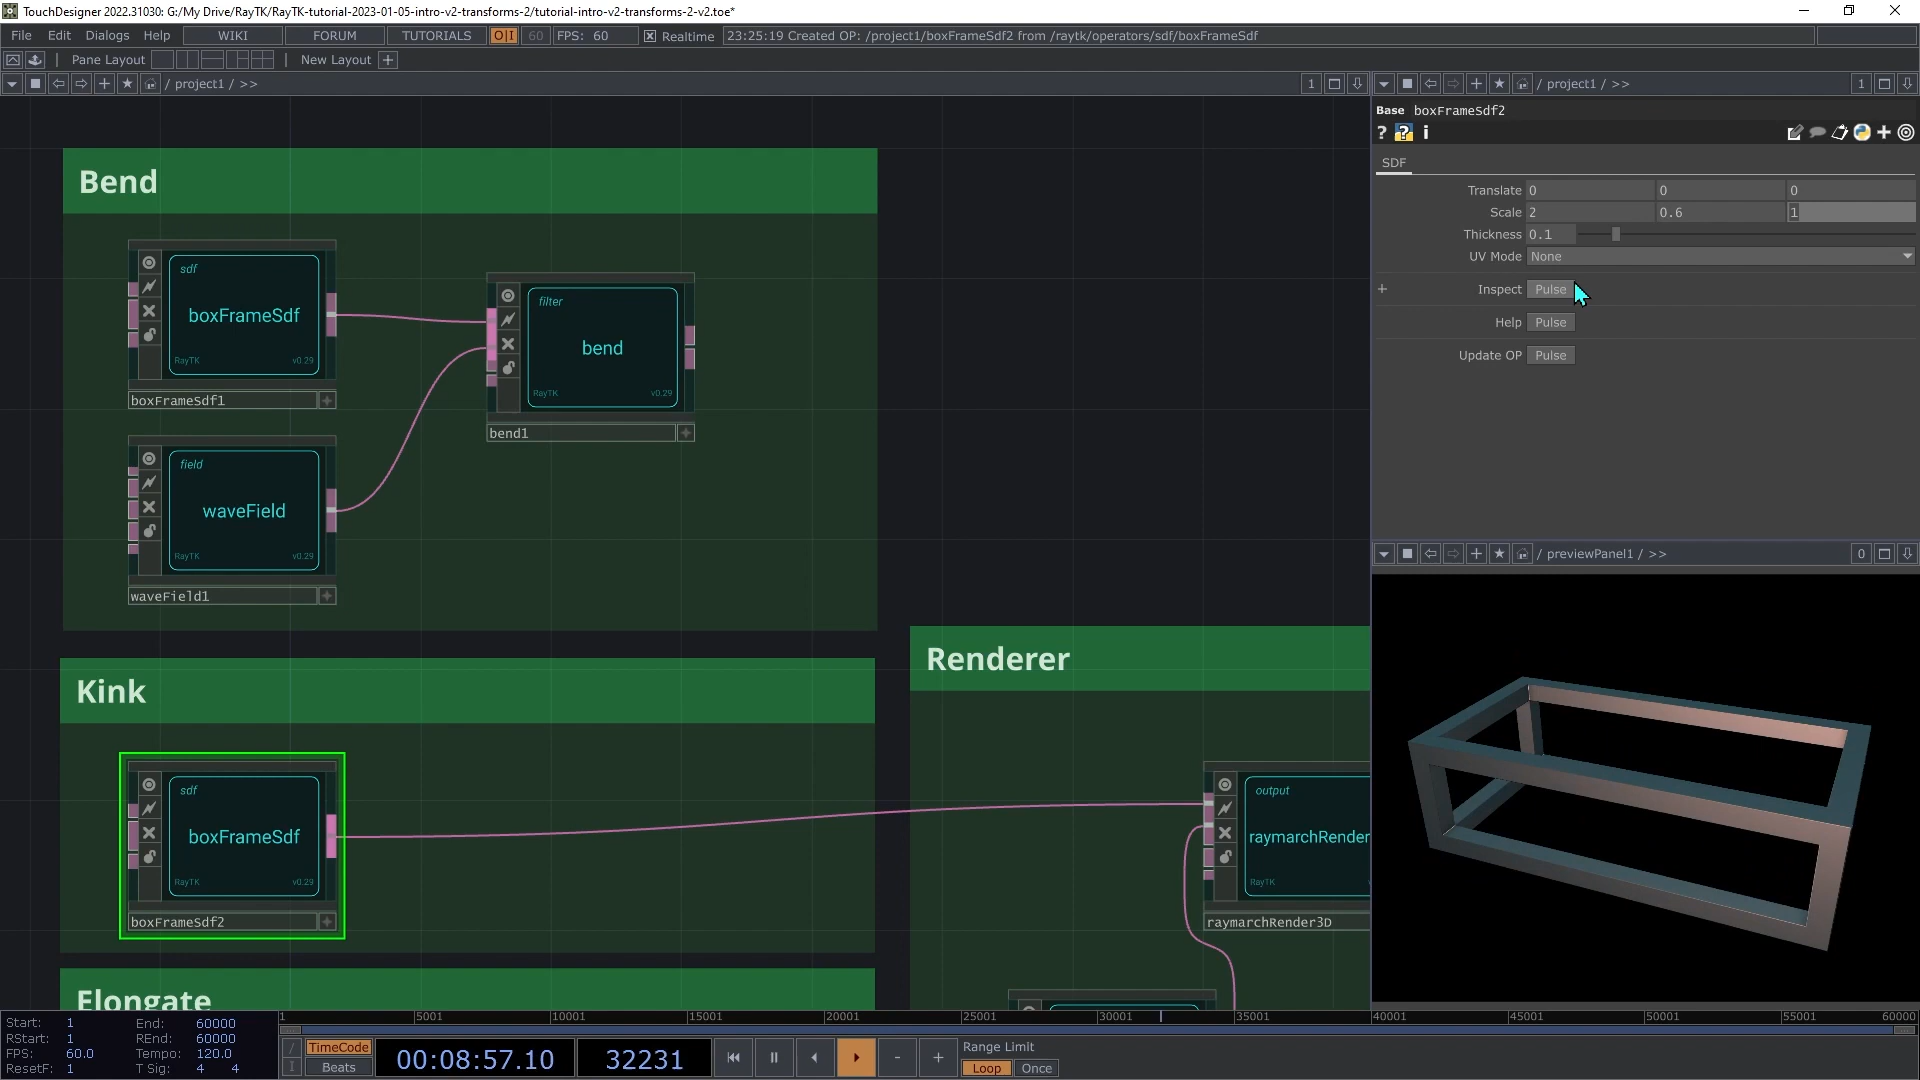 TouchDesigner 2022.31030: G:/My Drive/RayTK/RayTK-tutorial-2023-01-05-intro-v2-transforms-2/tutorial-intro-v2-transforms-2-v2.toe*
File Edit Dialogs Help WIKI FORUM TUTORIALS O|I 60 FPS: 60 Realtime 23:25:19 Created OP: /project1/boxFrameSdf2 from /raytk/operators/sdf/boxFrameSdf
Pane Layout New Layout +
/ project1 / >> 1
/ project1 / >> 1
Base boxFrameSdf2
? ? i
SDF
Translate 0 0 0
Scale 2 0.6 1
Thickness 0.1
UV Mode None
+ Inspect Pulse
Help Pulse
Update OP Pulse
/ previewPanel1 / >> 0
Bend
sdf
boxFrameSdf
RayTK v0.29
boxFrameSdf1
filter
bend
RayTK v0.29
bend1
field
waveField
RayTK v0.29
waveField1
Kink
sdf
boxFrameSdf
RayTK v0.29
boxFrameSdf2
Renderer
output
raymarchRender
RayTK
raymarchRender3D
Elongate
Start: 1 End: 60000
RStart: 1 REnd: 60000
FPS: 60.0 Tempo: 120.0
ResetF: 1 T Sig: 4 4
1 5001 10001 15001 20001 25001 30001 35001 40001 45001 50001 55001 60000
TimeCode
Beats
00:08:57.10 32231
- +
Range Limit
Loop Once